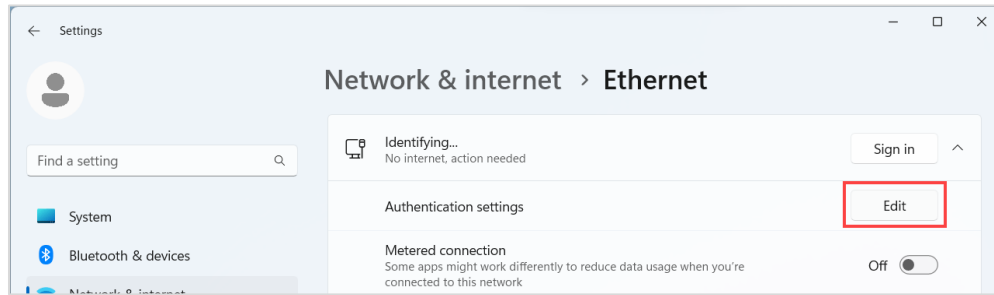 Settings
Network & internet > Ethernet
Identifying...
No internet, action needed
Sign in
Find a setting
Authentication settings
Edit
System
Metered connection
Some apps might work differently to reduce data usage when you're
connected to this network
Off
Bluetooth & devices
Network & internet